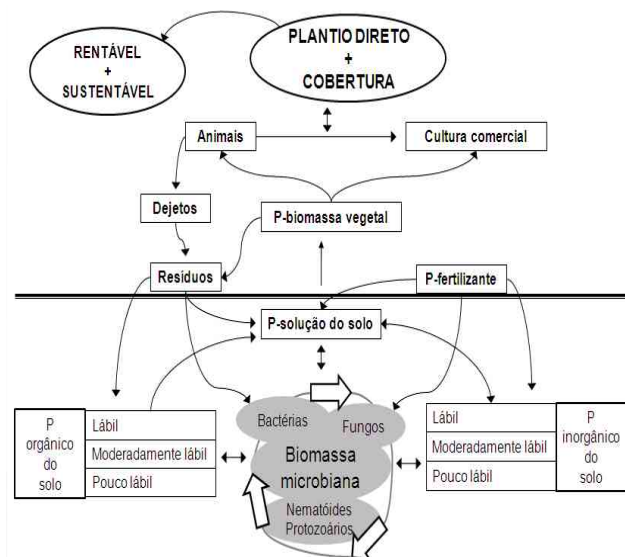 PLANTIO DIRETO
+
COBERTURA
RENTÁVEL
+
SUSTENTÁVEL
Animais
Cultura comercial
Dejetos
P-biomassa vegetal
Resíduos
P-fertilizante
P-solução do solo
Bactérias
Fungos
Biomassa
microbiana
Nematóides
Protozoários
P
orgânico
do
solo
Lábil
Moderadamente lábil
Pouco lábil
Lábil
Moderadamente lábil
Pouco lábil
P
inorgânico
do
solo